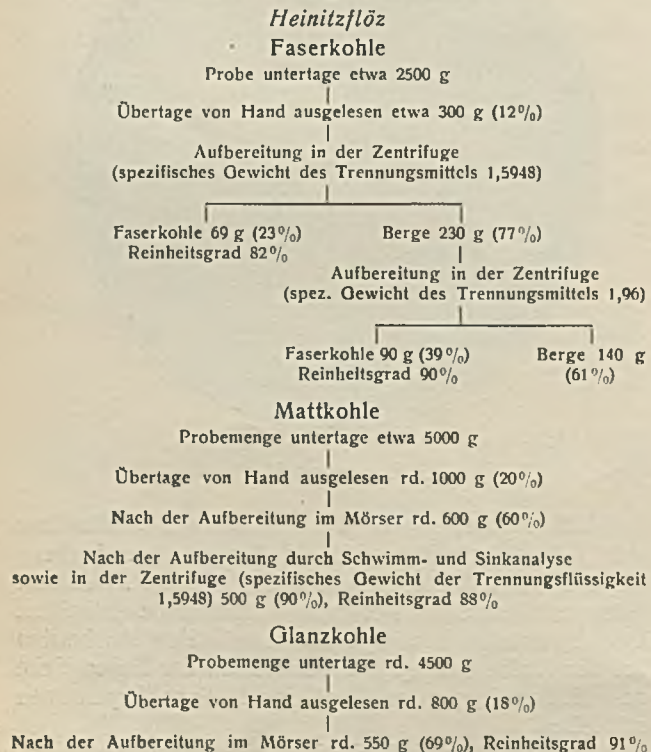 Heinitzflöz
Faserkohle
Probe untertage etwa 2500 g
Übertage von Hand ausgelesen etwa 300 g (12%)
Aufbereitung in der Zentrifuge
(spezifisches Gewicht des Trennungsmittels 1,5948)
Faserkohle 69 g (23%) Berge 230 g (77%)
Reinheitsgrad 82%
Aufbereitung in der Zentrifuge
(spez. Gewicht des Trennungsmittels 1,96)
Faserkohle 90 g (39%) Berge 140 g
Reinheitsgrad 90% (61%)
Mattkohle
Probemenge untertage etwa 5000 g
Übertage von Hand ausgelesen rd. 1000 g (20%)
Nach der Aufbereitung im Mörser rd. 600 g (60%)
Nach der Aufbereitung durch Schwimm- und Sinkanalyse
sowie in der Zentrifuge (spezifisches Gewicht der Trennungsflüssigkeit
1,5948) 500 g (90%), Reinheitsgrad 88%
Glanzkohle
Probemenge untertage rd. 4500 g
Übertage von Hand ausgelesen rd. 800 g (18%)
Nach der Aufbereitung im Mörser rd. 550 g (69%), Reinheitsgrad 91%